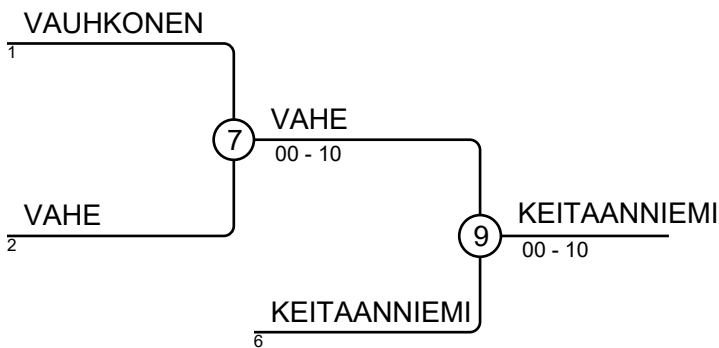 VAUHKONEN
1
7
VAHE
00 - 10
VAHE
2
9
KEITAANNIEMI
00 - 10
KEITAANNIEMI
6